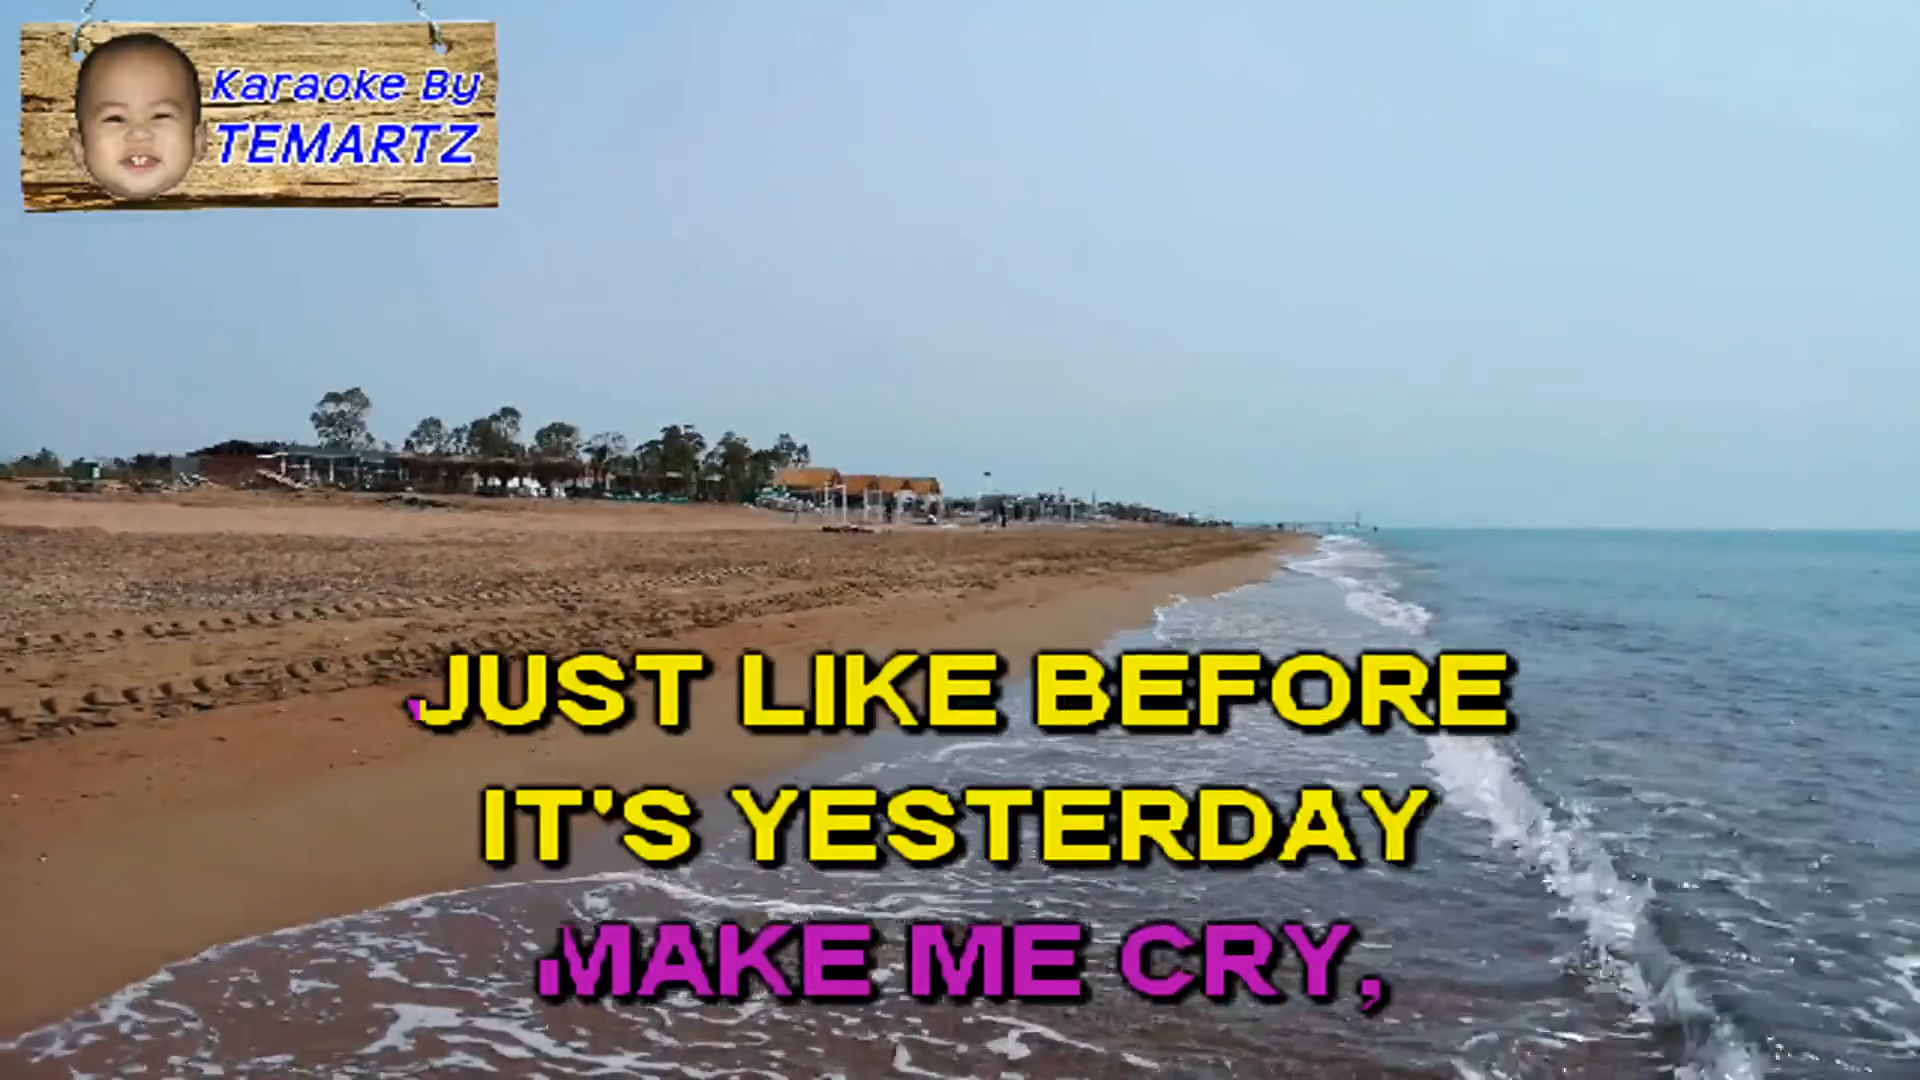 Karaoke By
TEMARTZ
JUST LIKE BEFORE
IT'S YESTERDAY
MAKE ME CRY,